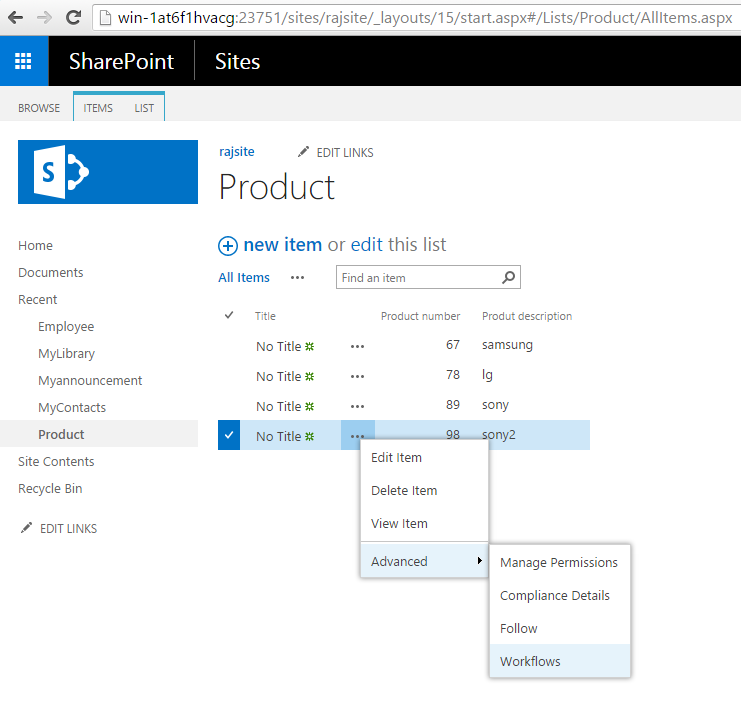 win-1at6f1hvacg:23751/sites/rajsite/_layouts/15/start.aspx#/Lists/Product/AllItems.aspx
SharePoint Sites
BROWSE ITEMS LIST
S
rajsite EDIT LINKS
Product
new item or edit this list
All Items ••• Find an item
Title Product number Produt description
No Title ••• 67 samsung
No Title ••• 78 lg
No Title ••• 89 sony
No Title ••• 98 sony2
Edit Item
Delete Item
View Item
Advanced
Manage Permissions
Compliance Details
Follow
Workflows
Home
Documents
Recent
Employee
MyLibrary
Myannouncement
MyContacts
Product
Site Contents
Recycle Bin
EDIT LINKS